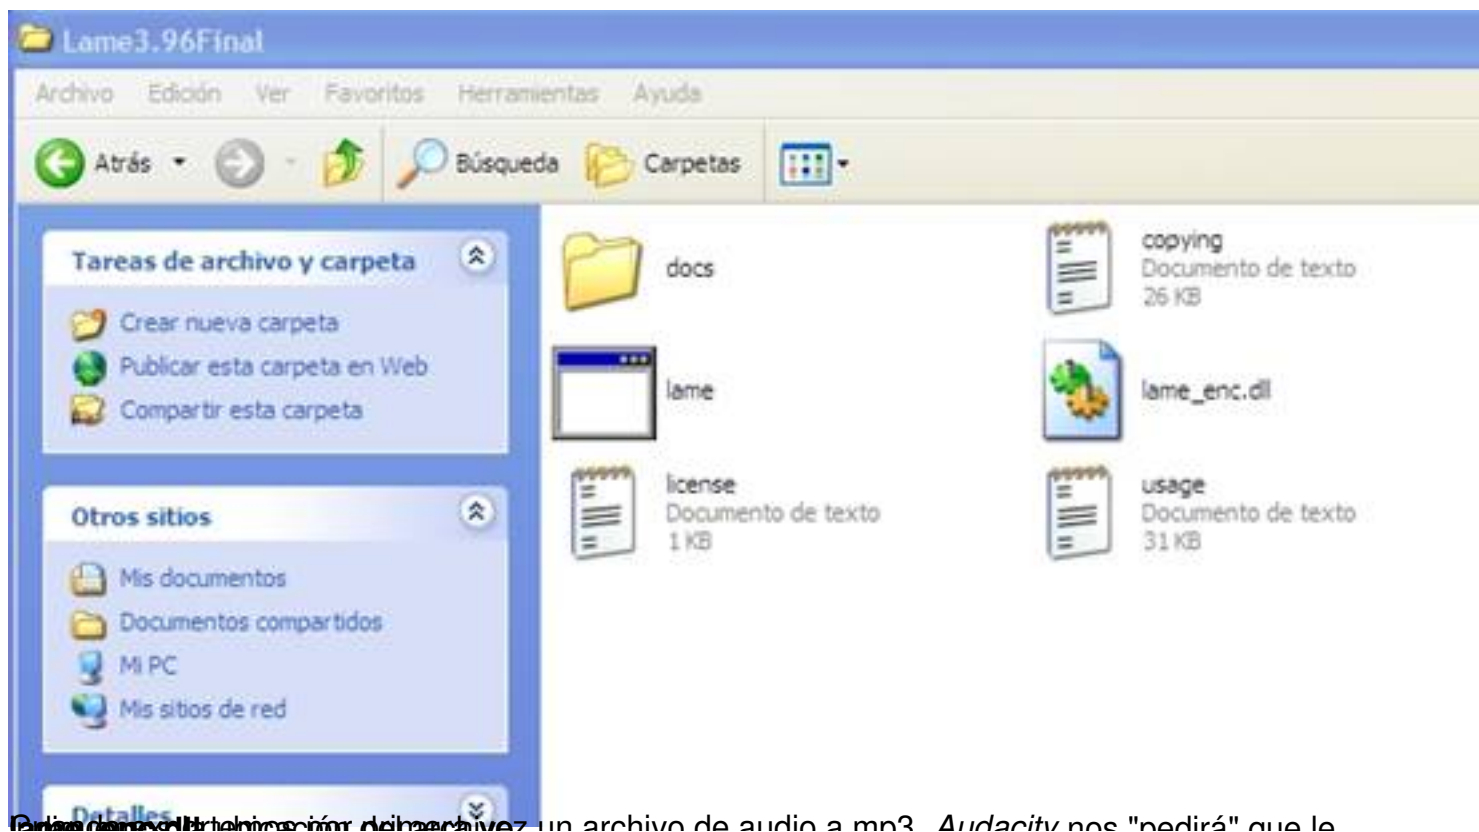 Lame3.96Final
Archivo Edición Ver Favoritos Herramientas Ayuda
Atrás Búsqueda Carpetas
Tareas de archivo y carpeta
Crear nueva carpeta
Publicar esta carpeta en Web
Compartir esta carpeta
Otros sitios
Mis documentos
Documentos compartidos
Mi PC
Mis sitios de red
Detalles
docs
copying
Documento de texto
26 KB
lame
lame_enc.dll
license
Documento de texto
1 KB
usage
Documento de texto
31 KB
vez un archivo de audio a mp3, Audacity nos "pedirá" que le